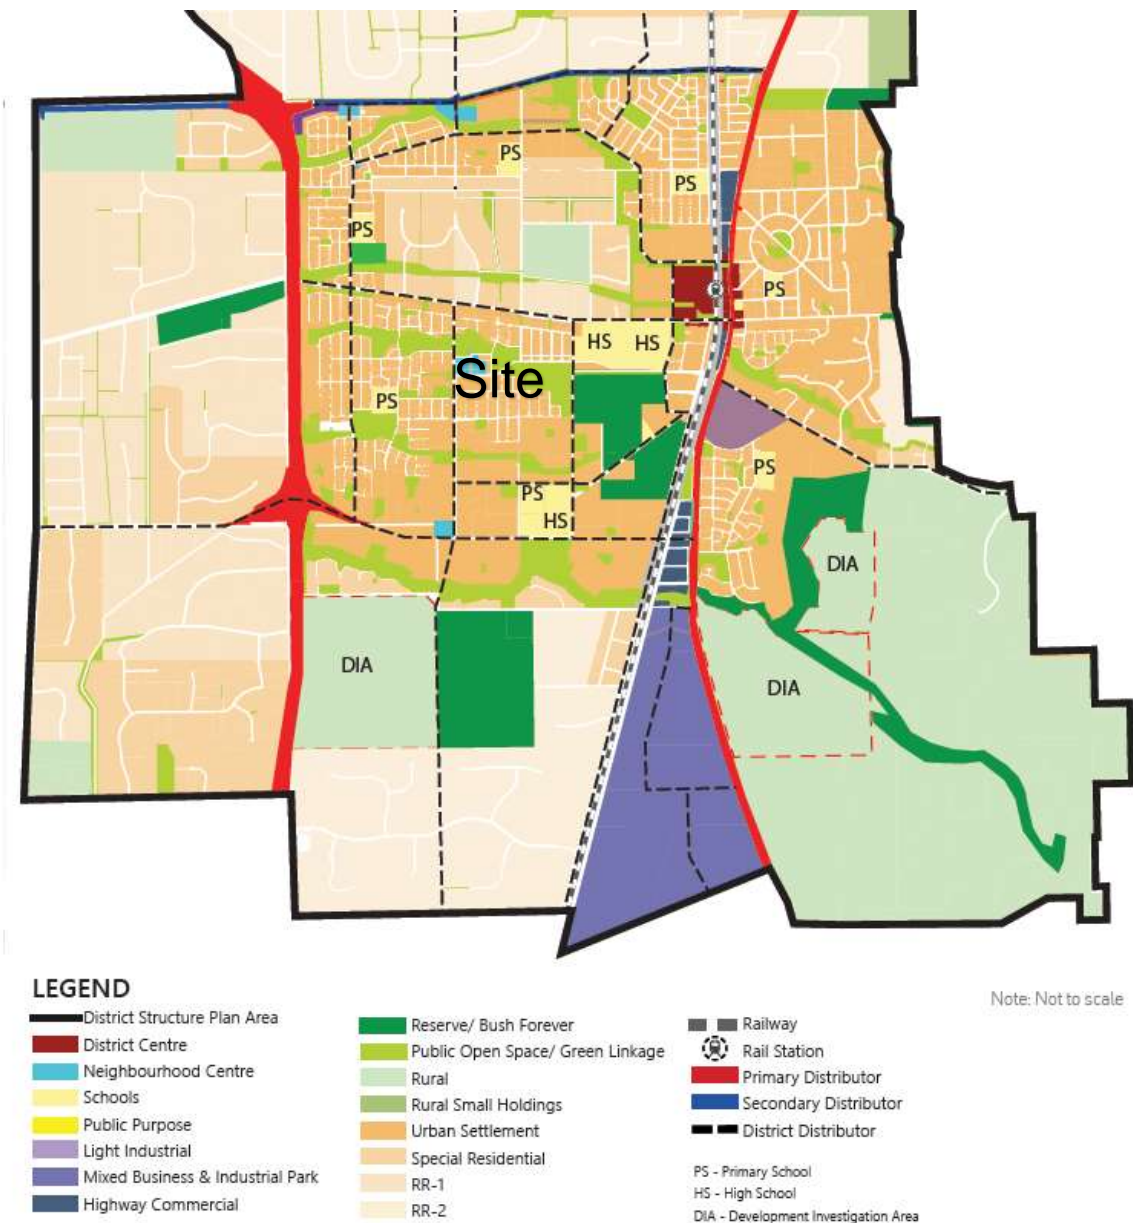 PS
PS
PS
PS
HS HS
Site
PS
PS
PS
HS
DIA
DIA
DIA
LEGEND
Note: Not to scale
District Structure Plan Area
District Centre
Neighbourhood Centre
Schools
Public Purpose
Light Industrial
Mixed Business & Industrial Park
Highway Commercial
Reserve/ Bush Forever
Public Open Space/ Green Linkage
Rural
Rural Small Holdings
Urban Settlement
Special Residential
RR-1
RR-2
Railway
Rail Station
Primary Distributor
Secondary Distributor
District Distributor
PS - Primary School
HS - High School
DIA - Development Investigation Area